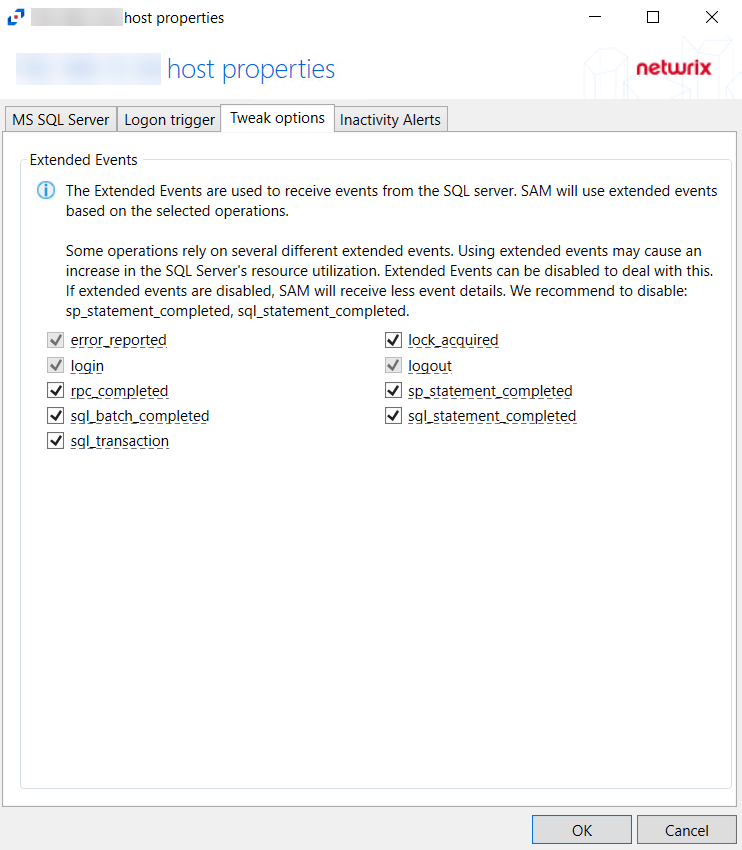 host properties
host properties
netwrix
MS SQL Server Logon trigger Tweak options Inactivity Alerts
Extended Events
The Extended Events are used to receive events from the SQL server. SAM will use extended events
based on the selected operations.
Some operations rely on several different extended events. Using extended events may cause an
increase in the SQL Server's resource utilization. Extended Events can be disabled to deal with this.
If extended events are disabled, SAM will receive less event details. We recommend to disable:
sp_statement_completed, sql_statement_completed.
error_reported lock_acquired
login logout
rpc_completed sp_statement_completed
sql_batch_completed sql_statement_completed
sql_transaction
OK Cancel